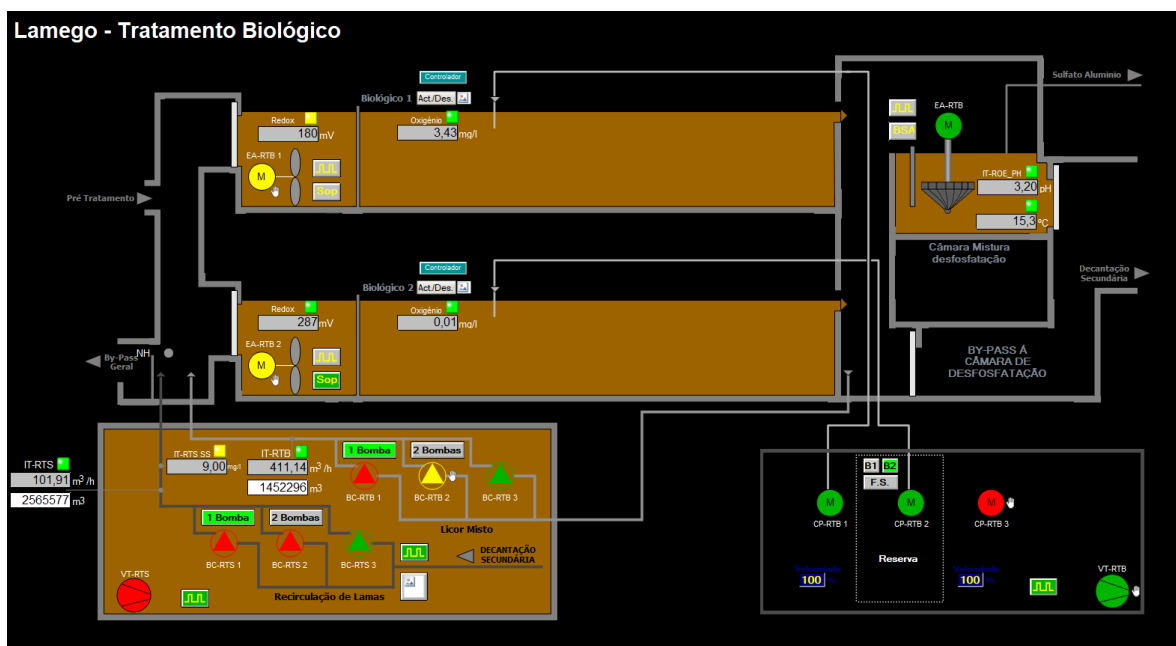 Lamego - Tratamento Biológico
Controlador
Biológico 1 Act./Des.
Sulfato Aluminio
Redox
180 mV
Oxigénio
3,43 mg/l
EA-RTB 1
M
Sop
EA-RTB
M
BSA
IT-ROE_PH
3,20 pH
15,3 ºC
Pré Tratamento
Câmara Mistura
desfosfatação
Controlador
Biológico 2 Act./Des.
Decantação
Secundária
Redox
287 mV
Oxigénio
0,01 mg/l
EA-RTB 2
M
Sop
NH
By-Pass
Geral
BY-PASS Á
CÂMARA DE
DESFOSFATAÇÃO
IT-RTS
101,91 m³ /h
2565577 m3
IT-RTS SS
9,00 mg/l
IT-RTB
411,14 m³ /h
1452296 m3
1 Bomba
2 Bombas
BC-RTB 1
BC-RTB 2
BC-RTB 3
Licor Misto
1 Bomba
2 Bombas
BC-RTS 1
BC-RTS 2
BC-RTS 3
DECANTAÇÃO
SECUNDÁRIA
VT-RTS
Recirculação de Lamas
B1 B2
F.S.
M
CP-RTB 1
M
CP-RTB 2
M
CP-RTB 3
Reserva
Velocidade
100 %
Velocidade
100 %
VT-RTB